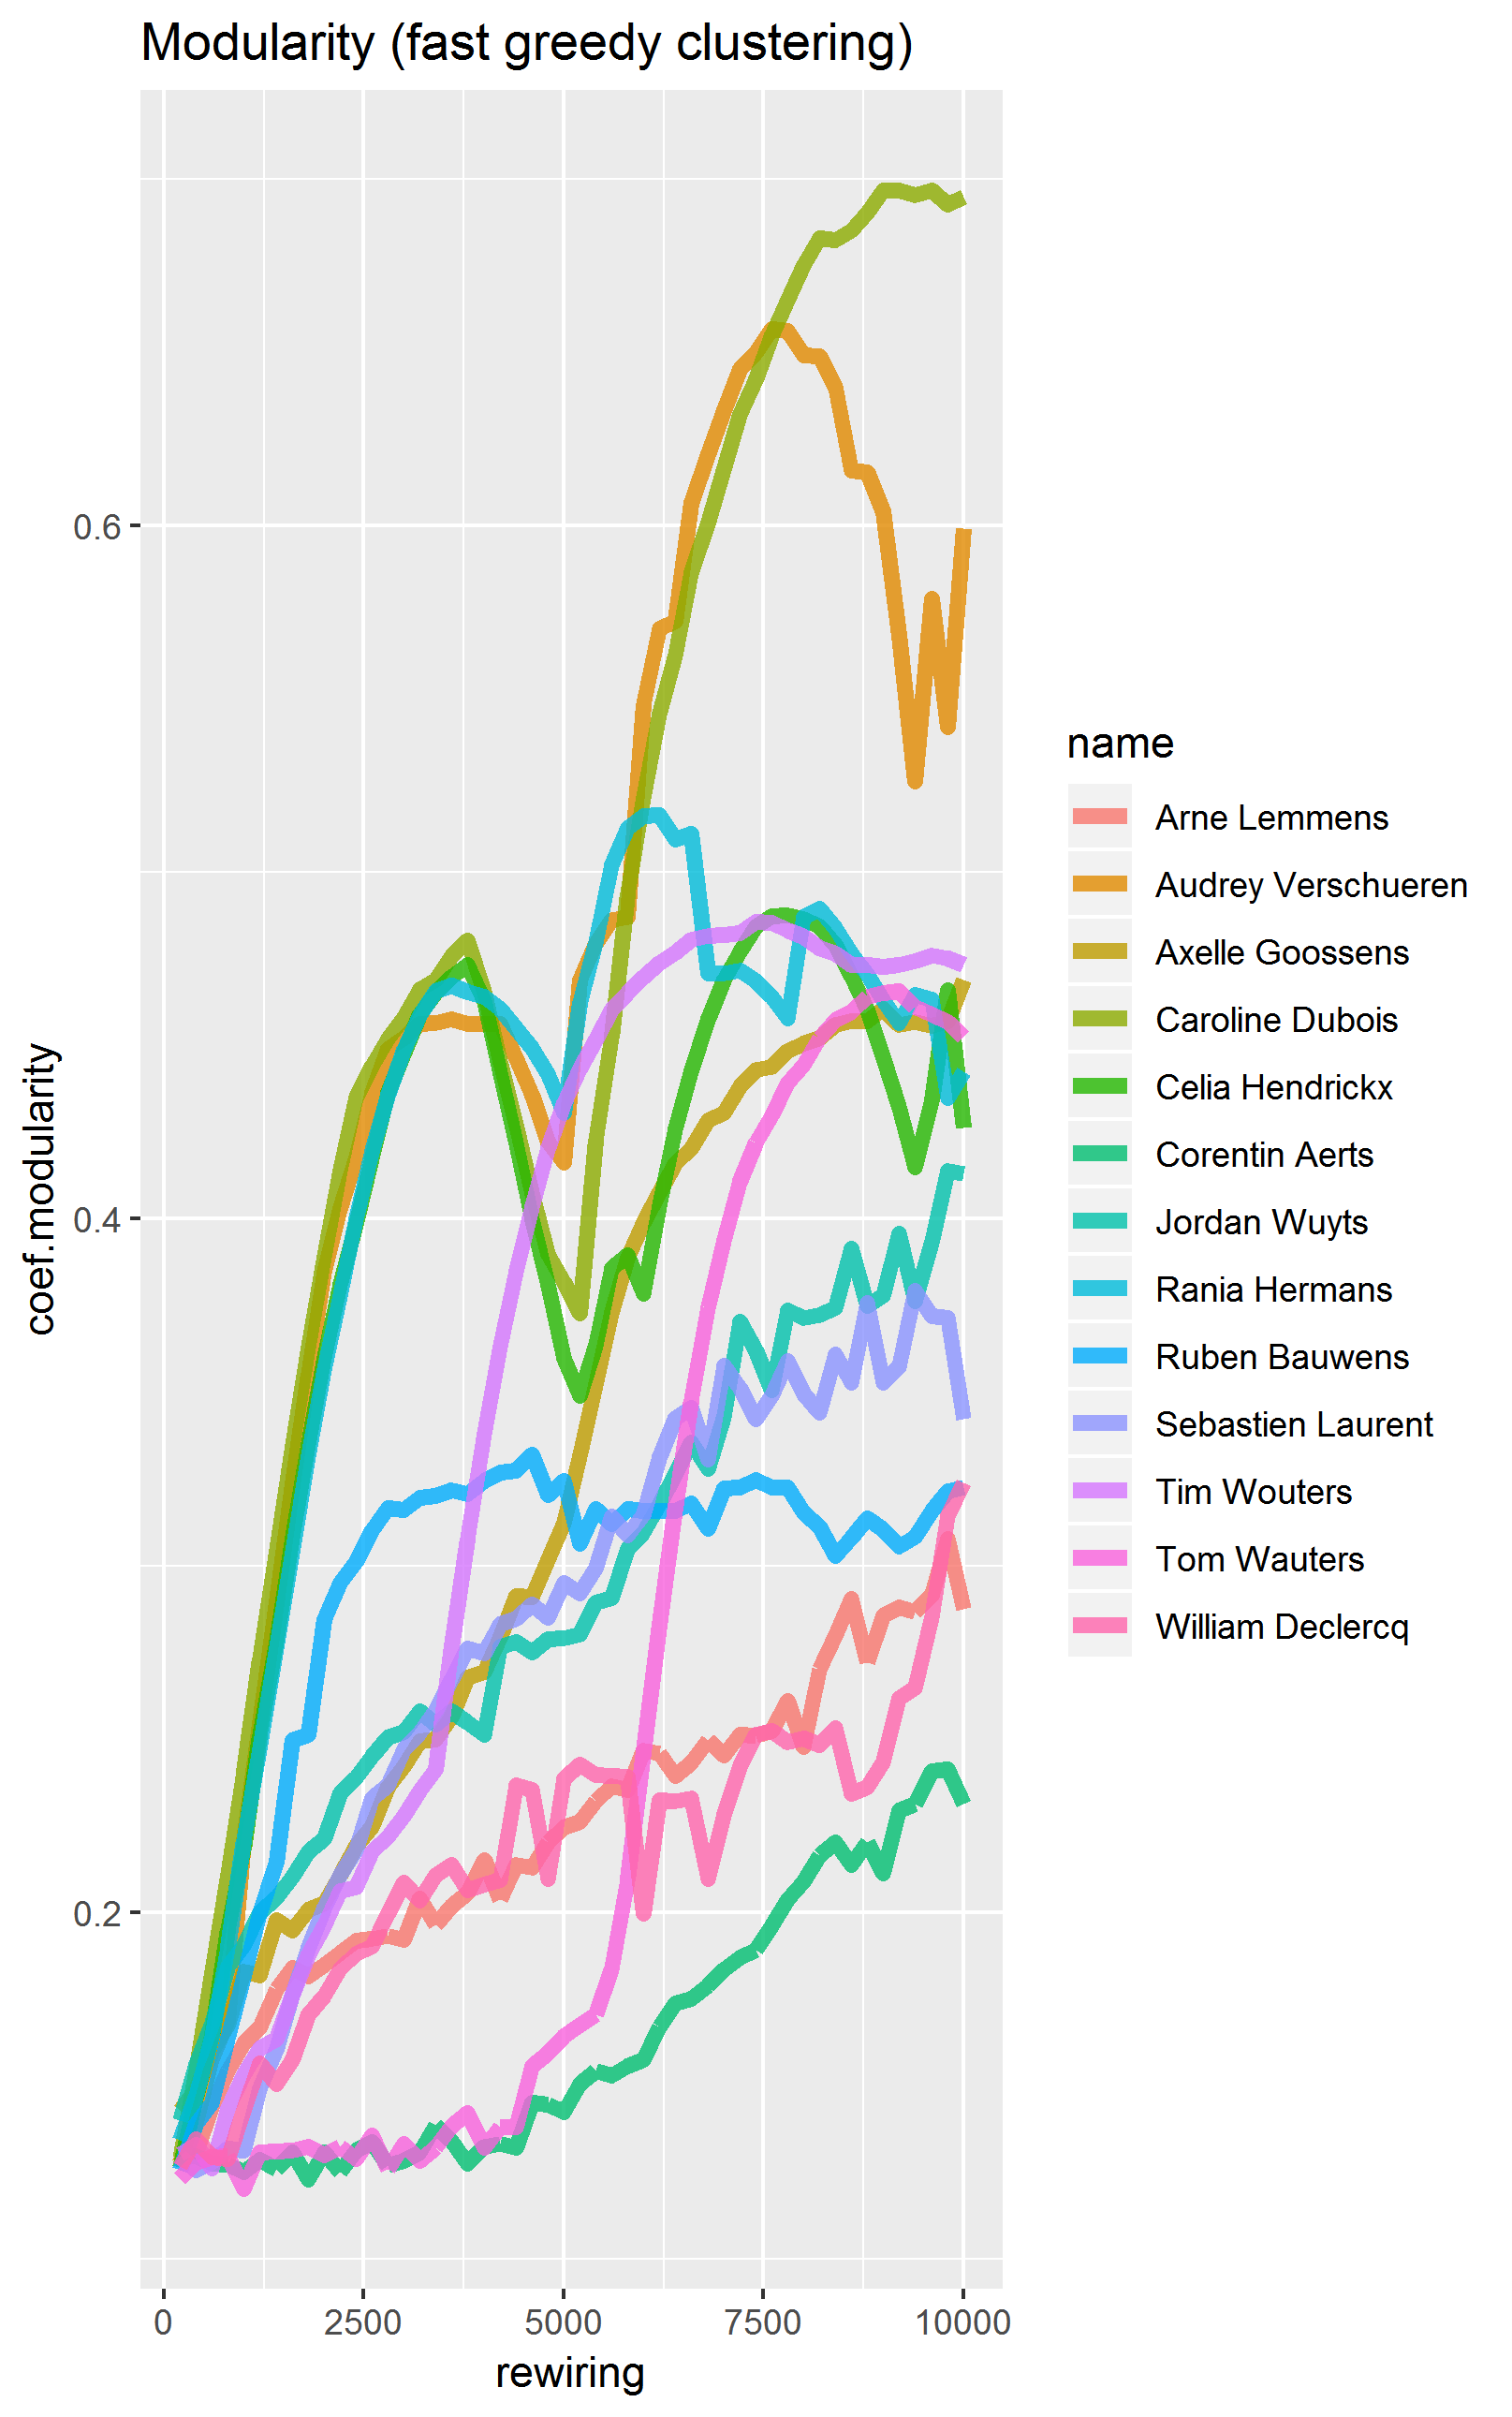 Modularity (fast greedy clustering)
0.6
0.4
0.2
coef.modularity
0
2500
5000
7500
10000
rewiring
name
Arne Lemmens
Audrey Verschueren
Axelle Goossens
Caroline Dubois
Celia Hendrickx
Corentin Aerts
Jordan Wuyts
Rania Hermans
Ruben Bauwens
Sebastien Laurent
Tim Wouters
Tom Wauters
William Declercq